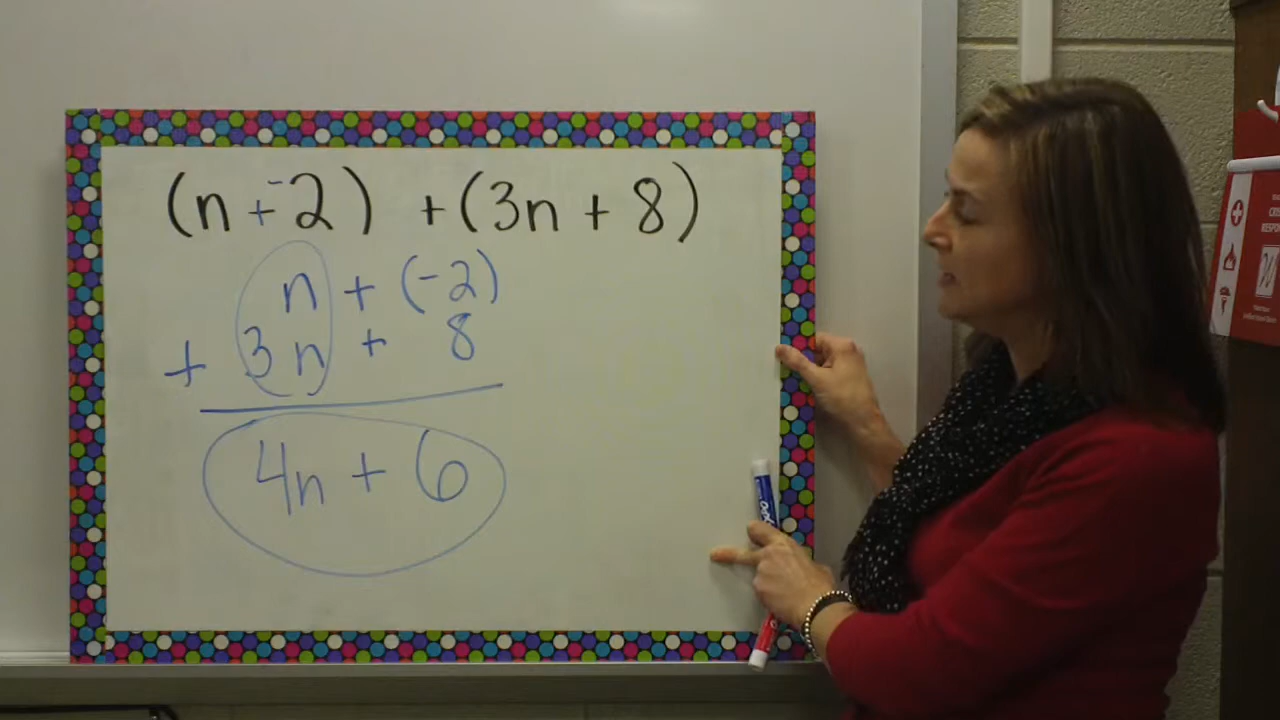 (n + -2) + (3n + 8)
n + (-2)
+ 3n + 8
4n + 6